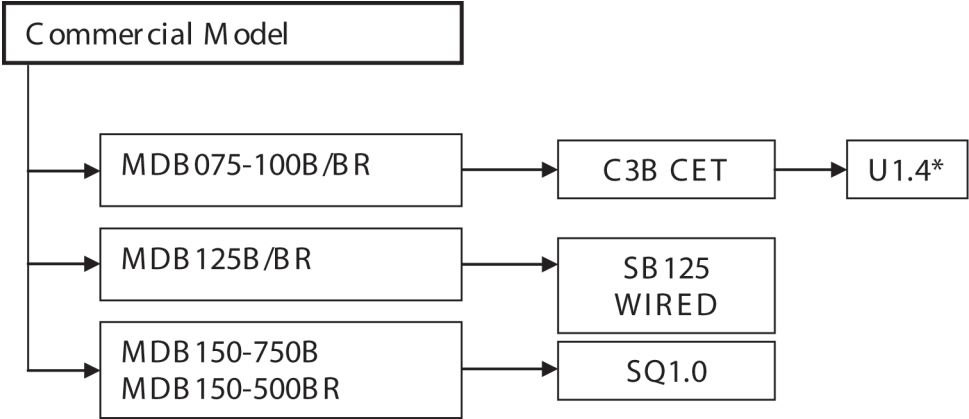 Commercial Model
MDB075-100B/BR
C3B CET
U1.4*
MDB125B/BR
SB125
WIRED
MDB150-750B
MDB150-500BR
SQ1.0